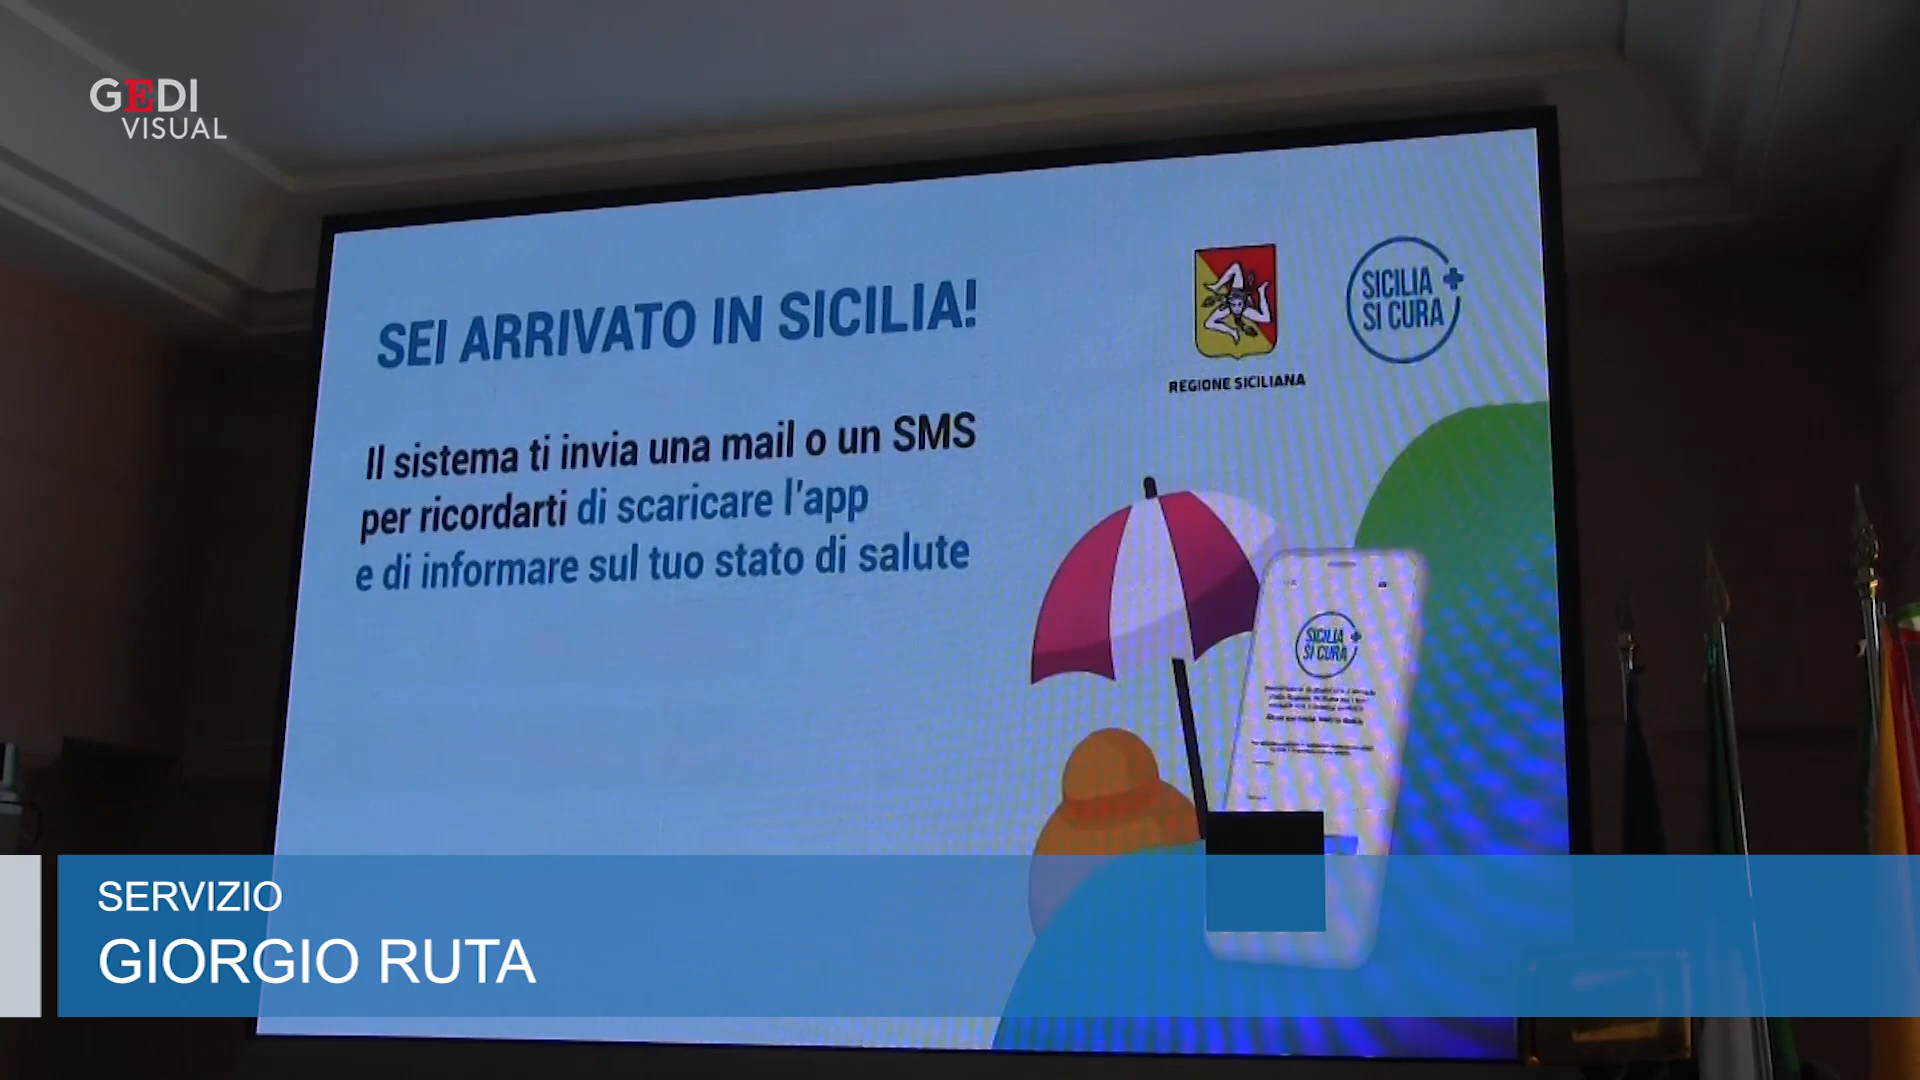 GEDI
VISUAL
SEI ARRIVATO IN SICILIA!
Il sistema ti invia una mail o un SMS
per ricordarti di scaricare l'app
e di informare sul tuo stato di salute
REGIONE SICILIANA
SICILIA
SI CURA
SICILIA
SI CURA
SERVIZIO
GIORGIO RUTA